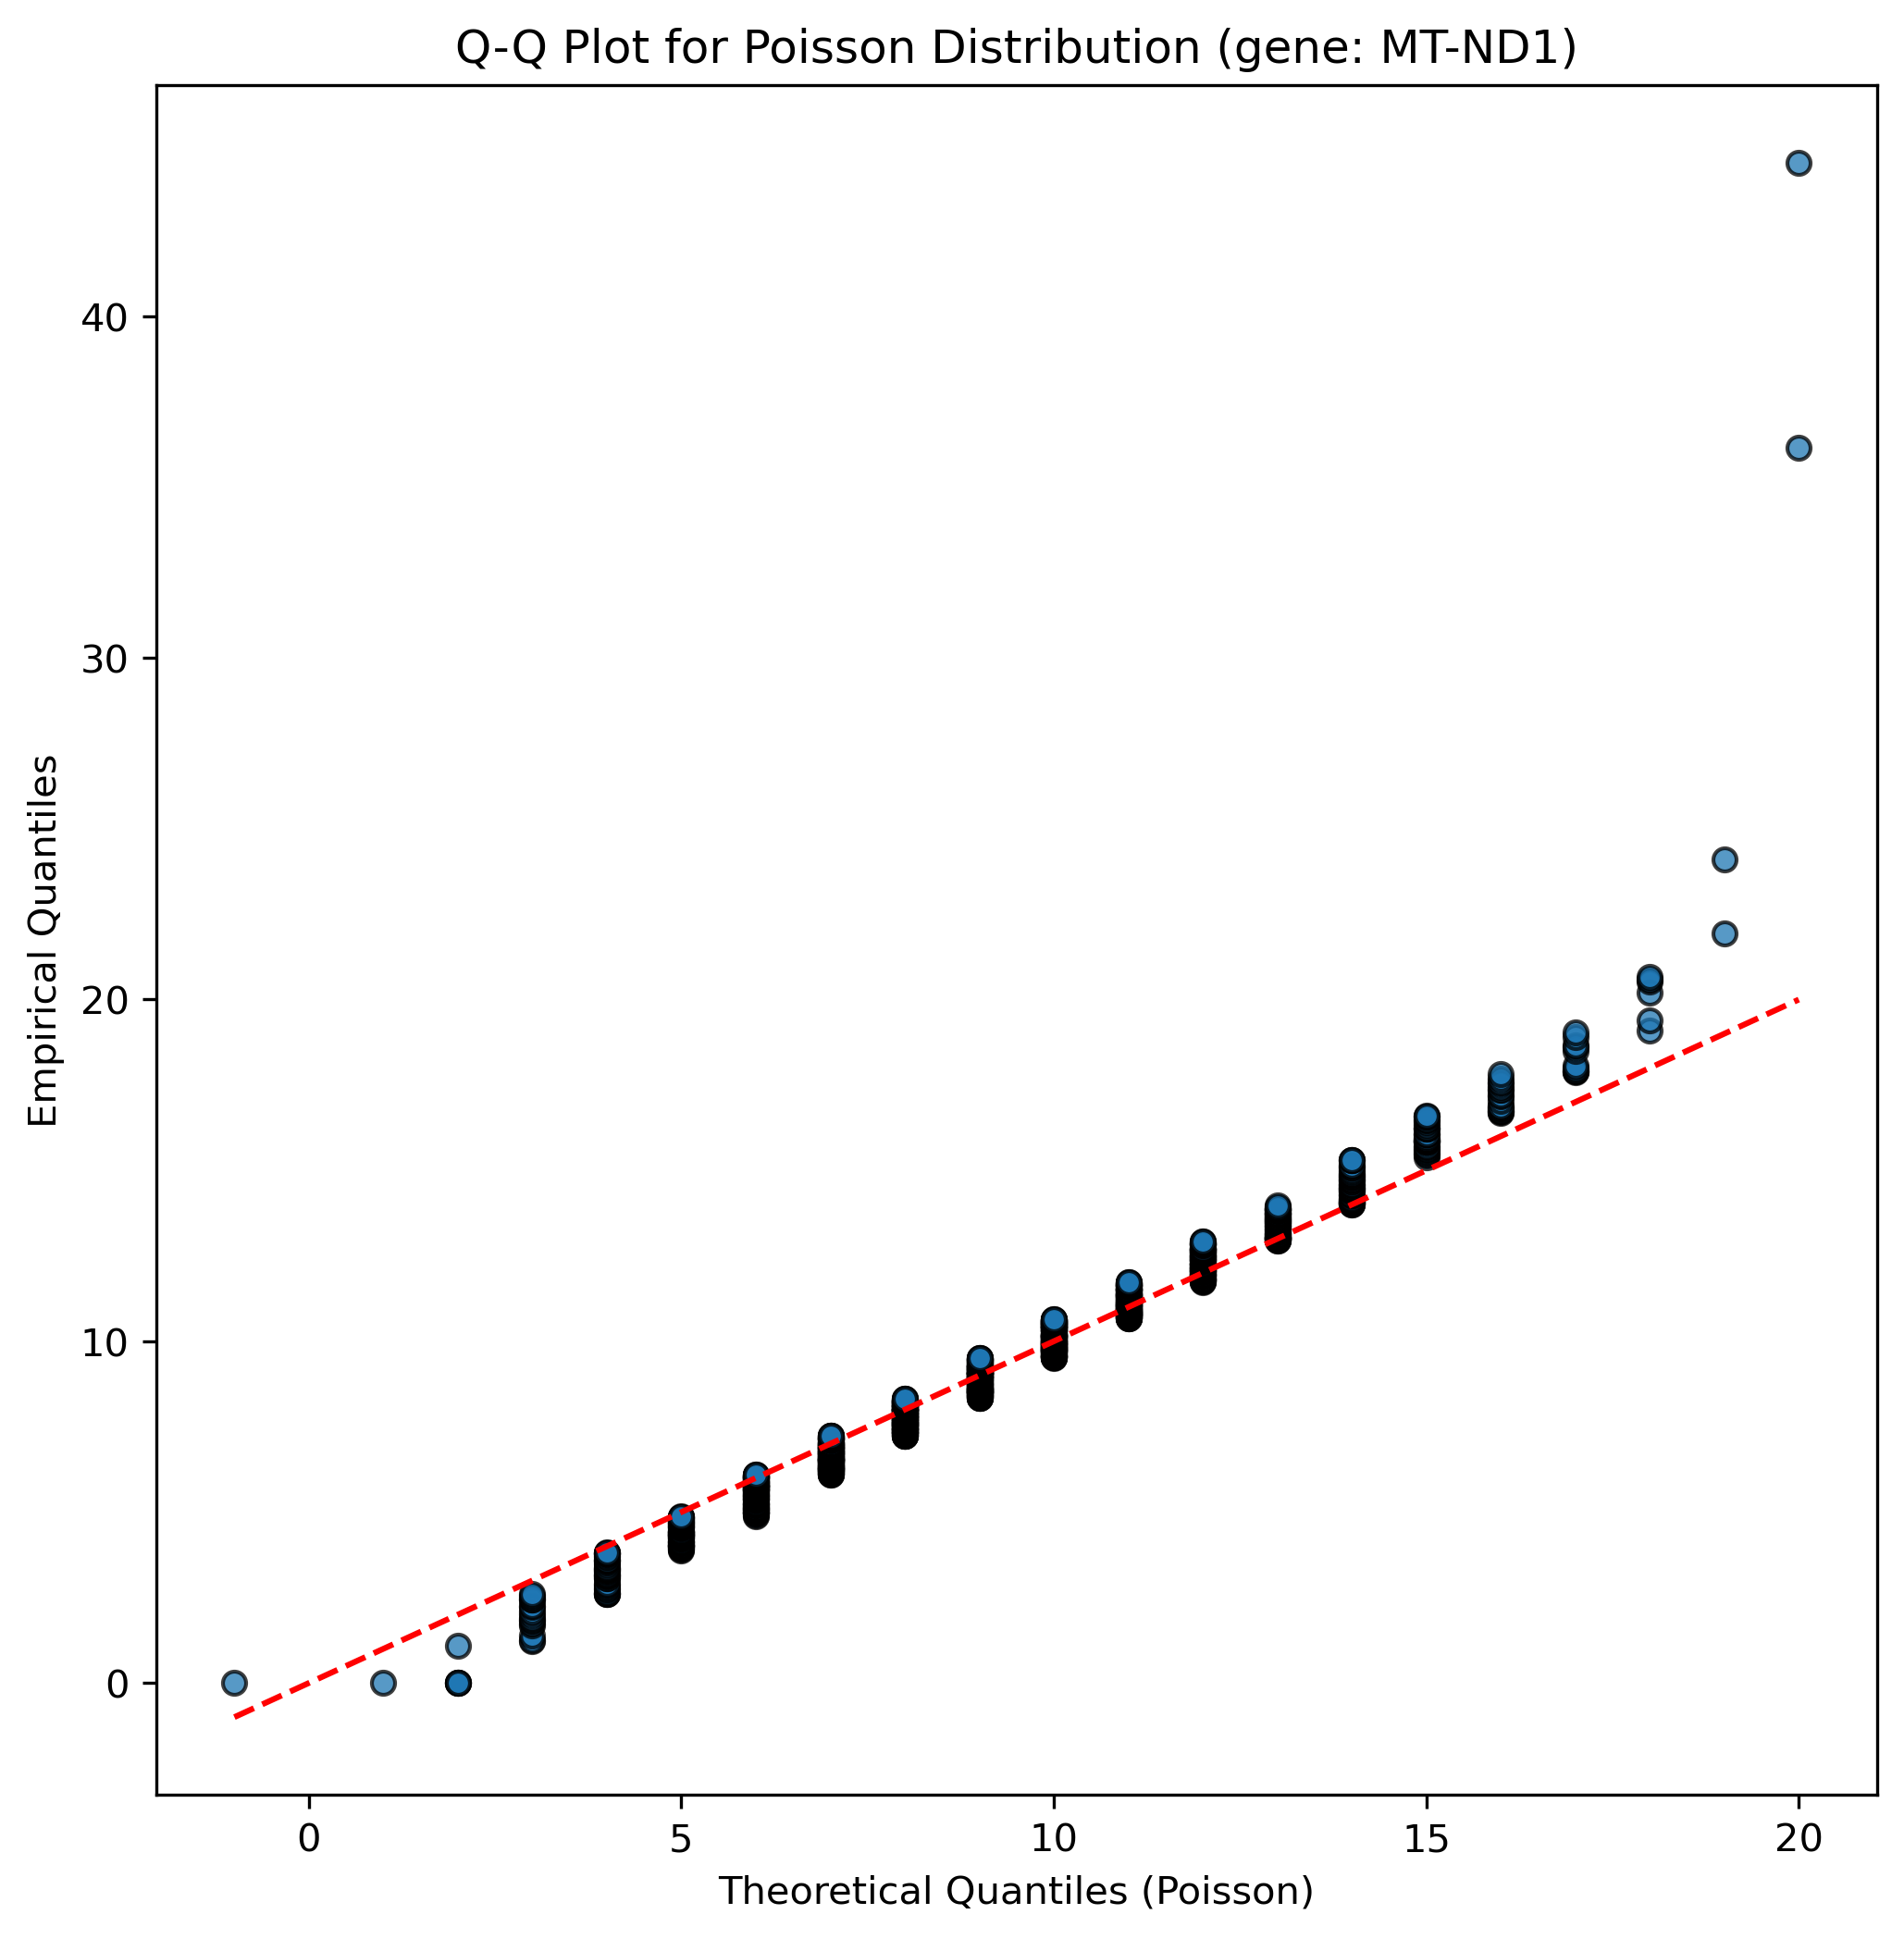 Q-Q Plot for Poisson Distribution (gene: MT-ND1)
Empirical Quantiles
40
30
20
10
0
0 5 10 15 20
Theoretical Quantiles (Poisson)